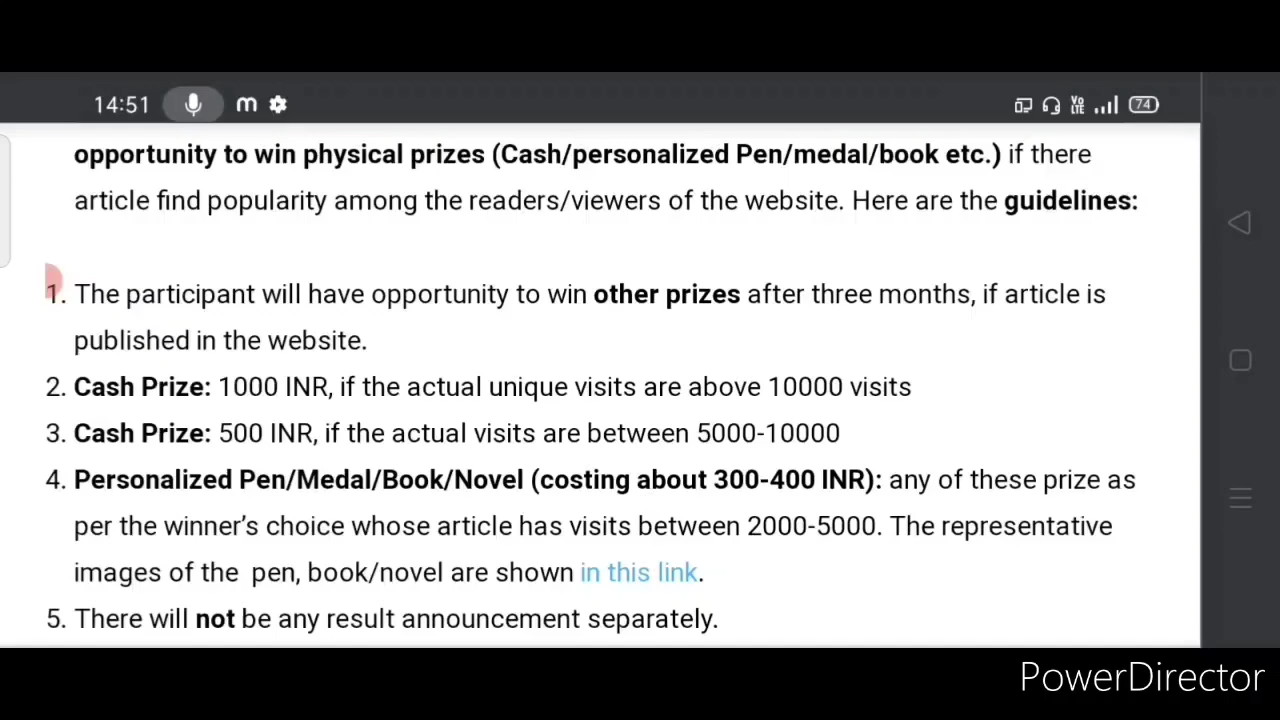 14:51 m Vo LTE 74
opportunity to win physical prizes (Cash/personalized Pen/medal/book etc.) if there
article find popularity among the readers/viewers of the website. Here are the guidelines:
1. The participant will have opportunity to win other prizes after three months, if article is
published in the website.
2. Cash Prize: 1000 INR, if the actual unique visits are above 10000 visits
3. Cash Prize: 500 INR, if the actual visits are between 5000-10000
4. Personalized Pen/Medal/Book/Novel (costing about 300-400 INR): any of these prize as
per the winner’s choice whose article has visits between 2000-5000. The representative
images of the pen, book/novel are shown in this link.
5. There will not be any result announcement separately.
PowerDirector